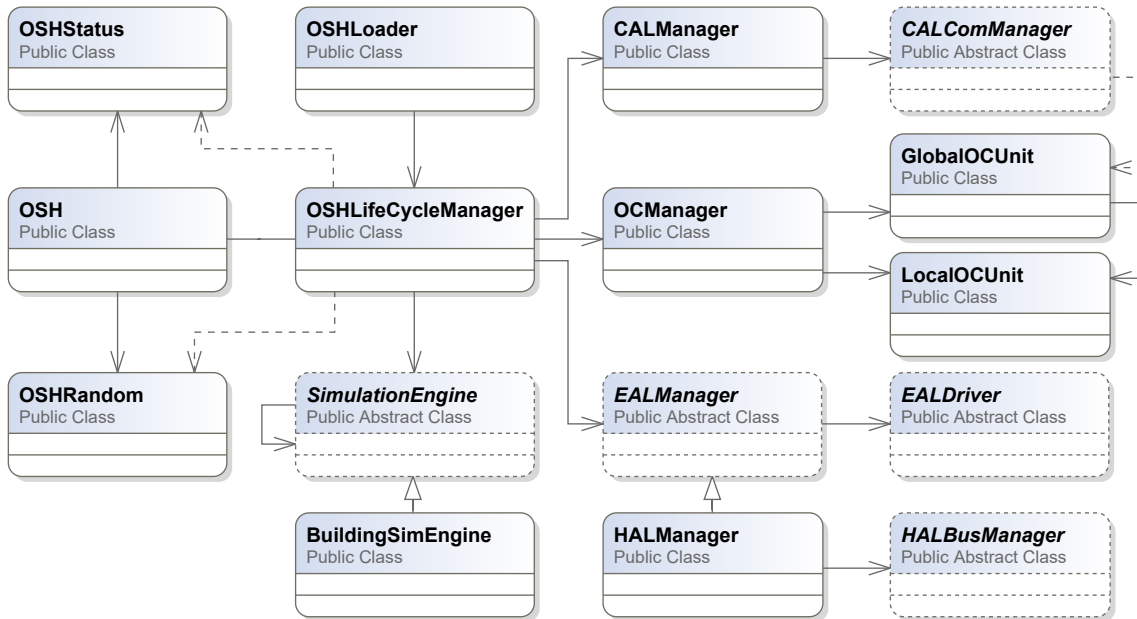 OSHStatus
Public Class
OSHLoader
Public Class
CALManager
Public Class
CALComManager
Public Abstract Class
GlobalOCUnit
Public Class
OSH
Public Class
OSHLifeCycleManager
Public Class
OCManager
Public Class
LocalOCUnit
Public Class
OSHRandom
Public Class
SimulationEngine
Public Abstract Class
EALManager
Public Abstract Class
EALDriver
Public Abstract Class
BuildingSimEngine
Public Class
HALManager
Public Class
HALBusManager
Public Abstract Class